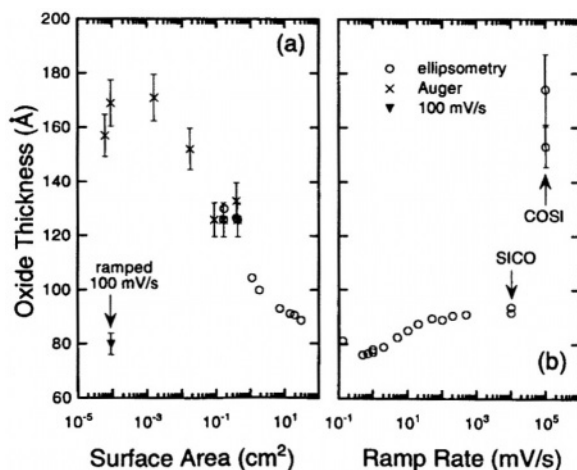 200
180
160
140
120
100
80
60
Oxide Thickness (Å)
(a)
ramped
100 mV/s
10⁻⁵ 10⁻³ 10⁻¹ 10¹
Surface Area (cm²)
○ ellipsometry
× Auger
▼ 100 mV/s
COSI
SICO
(b)
10⁻¹ 10¹ 10³ 10⁵
Ramp Rate (mV/s)